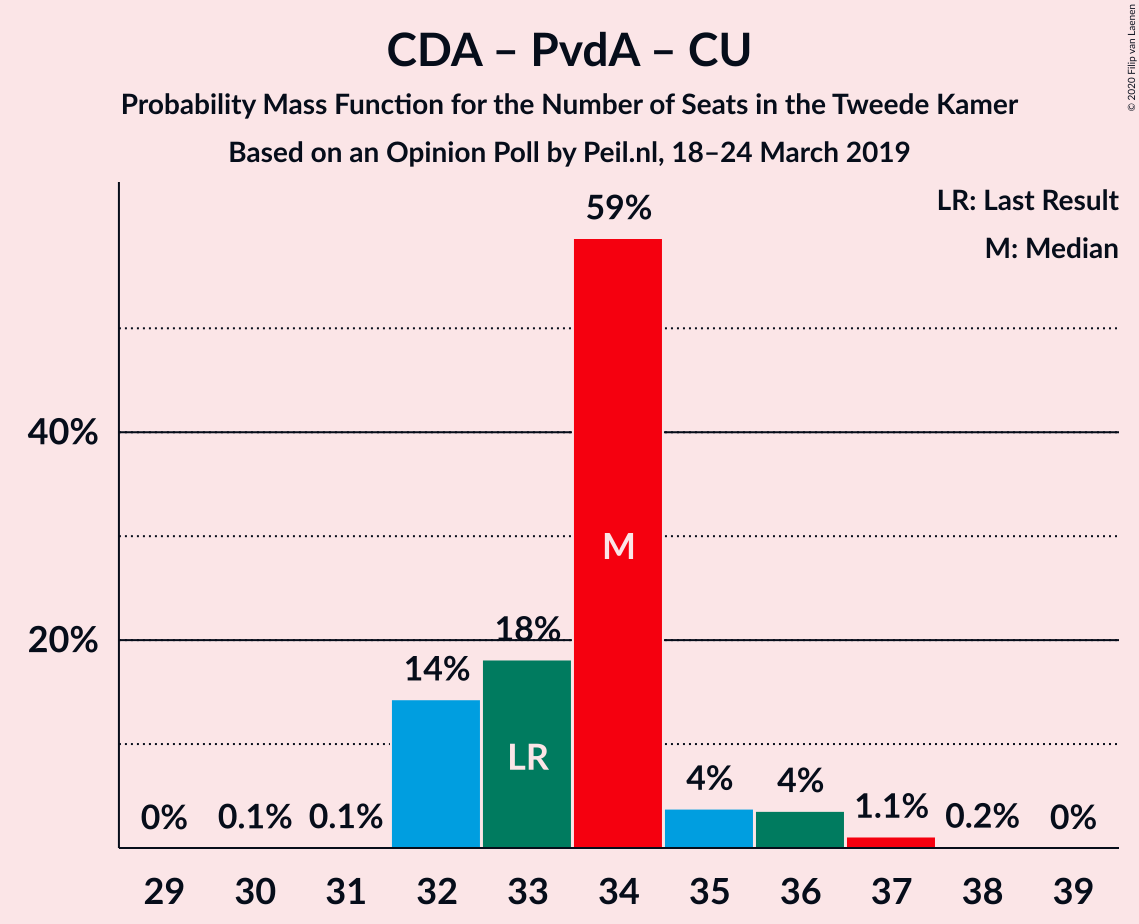 CDA – PvdA – CU
Probability Mass Function for the Number of Seats in the Tweede Kamer
Based on an Opinion Poll by Peil.nl, 18–24 March 2019
© 2020 Filip van Laenen
LR: Last Result
M: Median
59%
40%
M
20%
18%
14%
LR
0%
0.1%
0.1%
4%
4%
1.1%
0.2%
0%
29 30 31 32 33 34 35 36 37 38 39